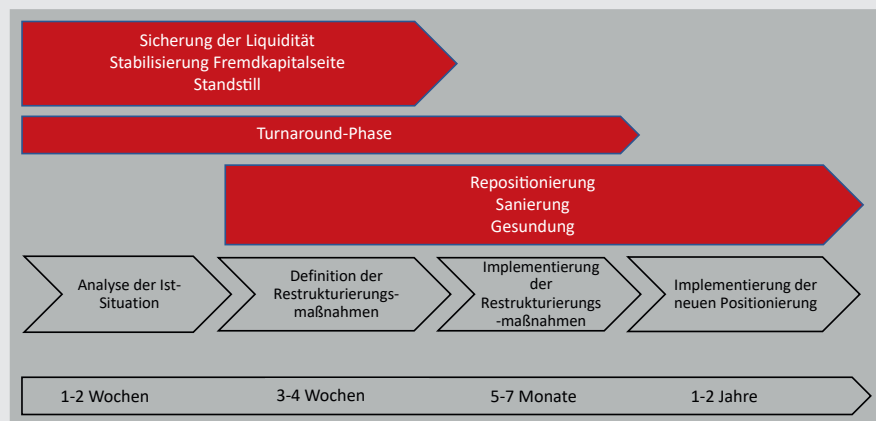 Sicherung der Liquidität
Stabilisierung Fremdkapitalseite
Standstill
Turnaround-Phase
Repositionierung
Sanierung
Gesundung
Analyse der Ist-
Situation
Definition der
Restrukturierungs-
maßnahmen
Implementierung
der
Restrukturierungs
-maßnahmen
Implementierung der
neuen Positionierung
1-2 Wochen
3-4 Wochen
5-7 Monate
1-2 Jahre